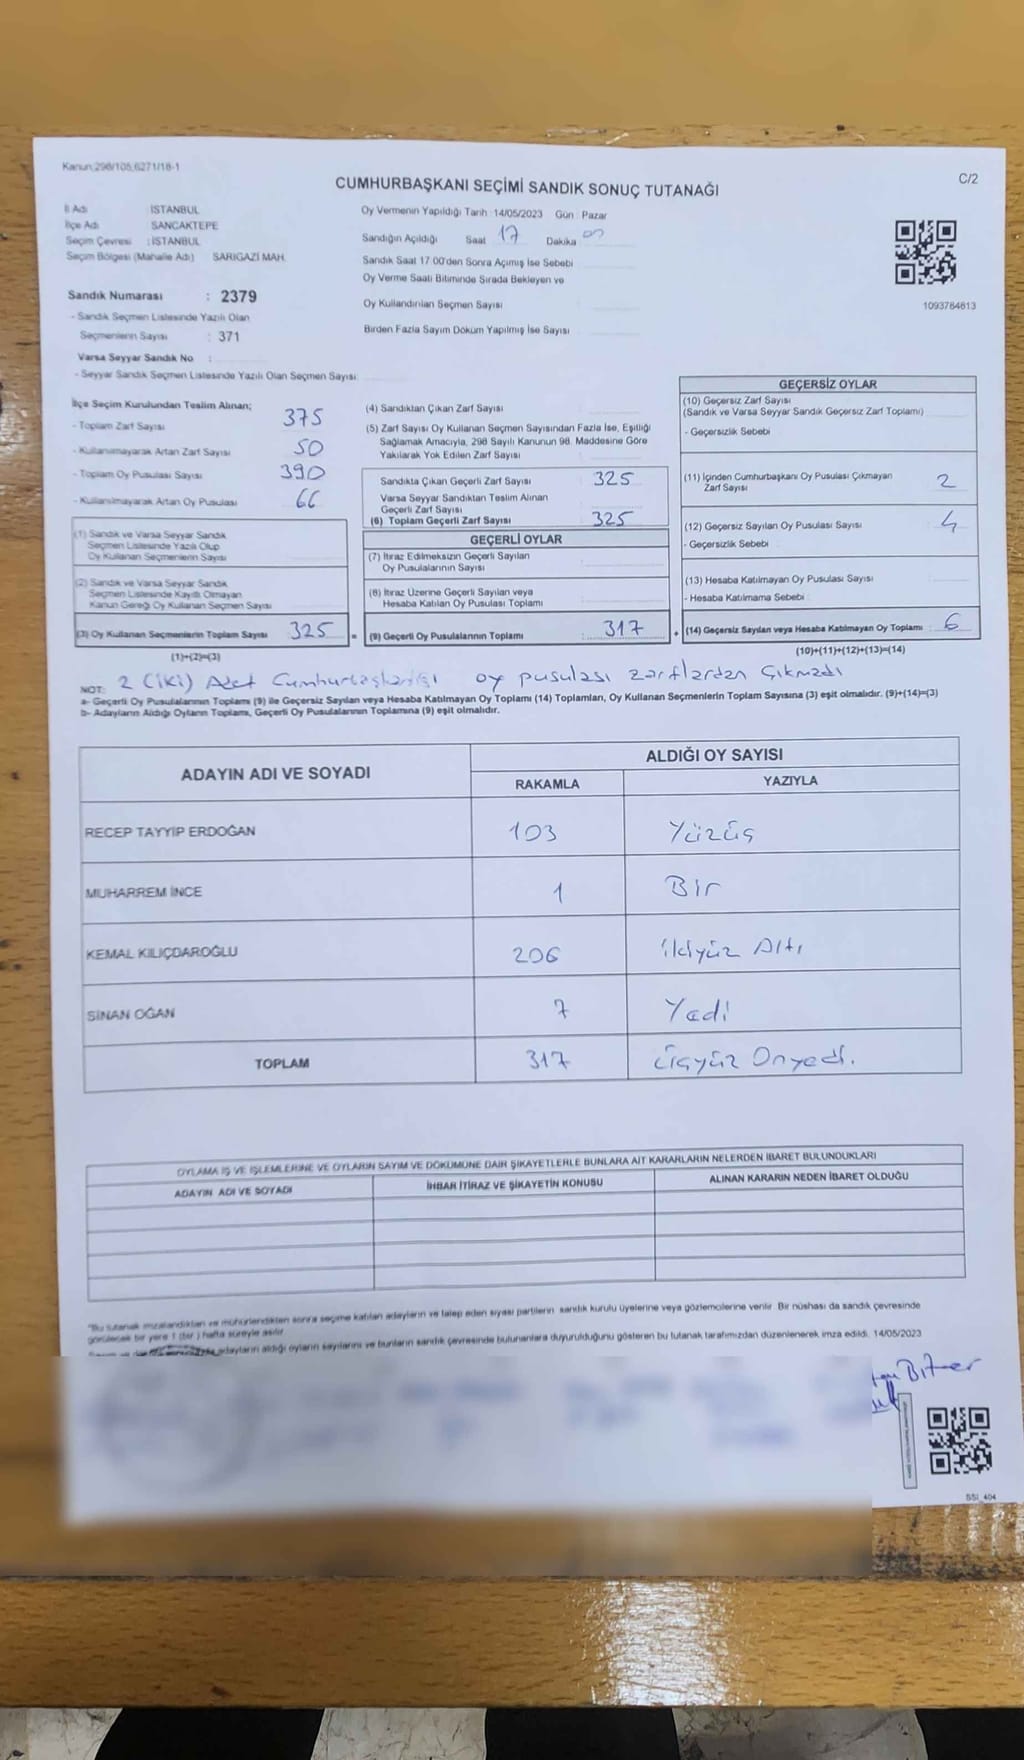 Kanun:298/105,6271/18-1
C/2
CUMHURBAŞKANI SEÇİMİ SANDIK SONUÇ TUTANAĞI
İl Adı İSTANBUL
İlçe Adı SANCAKTEPE
Seçim Çevresi : İSTANBUL
Seçim Bölgesi (Mahalle Adı) SARIGAZİ MAH.
Sandık Numarası : 2379
- Sandık Seçmen Listesinde Yazılı Olan
Seçmenlerin Sayısı : 371
Varsa Seyyar Sandık No :
- Seyyar Sandık Seçmen Listesinde Yazılı Olan Seçmen Sayısı:
Oy Vermenin Yapıldığı Tarih: 14/05/2023 Gün : Pazar
Sandığın Açıldığı Saat 17 Dakika 00
Sandık Saat 17:00'den Sonra Açımış İse Sebebi
Oy Verme Saati Bitiminde Sırada Bekleyen ve
Oy Kullandırılan Seçmen Sayısı
Birden Fazla Sayım Döküm Yapılmış İse Sayısı
1093784813
İlçe Seçim Kurulundan Teslim Alınan;
- Toplam Zarf Sayısı 375
- Kullanılmayarak Artan Zarf Sayısı 50
- Toplam Oy Pusulası Sayısı 390
- Kullanılmayarak Artan Oy Pusulası 66
(1) Sandık ve Varsa Seyyar Sandık
Seçmen Listesinde Yazılı Olup
Oy Kullanan Seçmenlerin Sayısı
(2) Sandık ve Varsa Seyyar Sandık
Seçmen Listesinde Kayıtlı Olmayan
Kanun Gereği Oy Kullanan Seçmen Sayısı
(3) Oy Kullanan Seçmenlerin Toplam Sayısı 325 =
(1)+(2)=(3)
(4) Sandıktan Çıkan Zarf Sayısı
(5) Zarf Sayısı Oy Kullanan Seçmen Sayısından Fazla İse, Eşitliği
Sağlamak Amacıyla, 298 Sayılı Kanunun 98. Maddesine Göre
Yakılarak Yok Edilen Zarf Sayısı
Sandıkta Çıkan Geçerli Zarf Sayısı 325
Varsa Seyyar Sandıktan Teslim Alınan
Geçerli Zarf Sayısı
(6) Toplam Geçerli Zarf Sayısı 325
GEÇERLİ OYLAR
(7) İtiraz Edilmeksizin Geçerli Sayılan
Oy Pusulalarının Sayısı
(8) İtiraz Üzerine Geçerli Sayılan veya
Hesaba Katılan Oy Pusulası Toplamı
(9) Geçerli Oy Pusulalarının Toplamı : 317 +
GEÇERSİZ OYLAR
(10) Geçersiz Zarf Sayısı
(Sandık ve Varsa Seyyar Sandık Geçersiz Zarf Toplamı)
- Geçersizlik Sebebi
(11) İçinden Cumhurbaşkanı Oy Pusulası Çıkmayan
Zarf Sayısı 2
(12) Geçersiz Sayılan Oy Pusulası Sayısı 4
- Geçersizlik Sebebi
(13) Hesaba Katılmayan Oy Pusulası Sayısı
- Hesaba Katılmama Sebebi
(14) Geçersiz Sayılan veya Hesaba Katılmayan Oy Toplamı : 6
(10)+(11)+(12)+(13)=(14)
2 (iki) Adet Cumhurbaşkanlığı oy pusulası zarflardan Çıkmadı
NOT:
a- Geçerli Oy Pusulalarının Toplamı (9) ile Geçersiz Sayılan veya Hesaba Katılmayan Oy Toplamı (14) Toplamları, Oy Kullanan Seçmenlerin Toplam Sayısına (3) eşit olmalıdır. (9)+(14)=(3)
b- Adayların Aldığı Oyların Toplamı, Geçerli Oy Pusulalarının Toplamına (9) eşit olmalıdır.
ADAYIN ADI VE SOYADI ALDIĞI OY SAYISI
RAKAMLA YAZIYLA
RECEP TAYYİP ERDOĞAN 103 Yüzüç
MUHARREM İNCE 1 Bir
KEMAL KILIÇDAROĞLU 206 ikiyüz Altı
SİNAN OĞAN 7 Yedi
TOPLAM 317 üçyüz Onyedi.
OYLAMA İŞ VE İŞLEMLERİNE VE OYLARIN SAYIM VE DÖKÜMÜNE DAİR ŞİKAYETLERLE BUNLARA AİT KARARLARIN NELERDEN İBARET BULUNDUKLARI
ADAYIN ADI VE SOYADI İHBAR İTİRAZ VE ŞİKAYETİN KONUSU ALINAN KARARIN NEDEN İBARET OLDUĞU
"Bu tutanak imzalandıktan ve mühürlendikten sonra seçime katılan adayların ve talep eden siyasi partilerin sandık kurulu üyelerine veya gözlemcilerine verilir. Bir nüshası da sandık çevresinde
görülecek bir yere 1 (bir ) hafta süreyle asılır
adayların aldığı oyların sayılarını ve bunların sandık çevresinde bulunanlara duyurulduğunu gösteren bu tutanak tarafımızdan düzenlenerek imza edildi. 14/05/2023
Bitter
SSİ_404